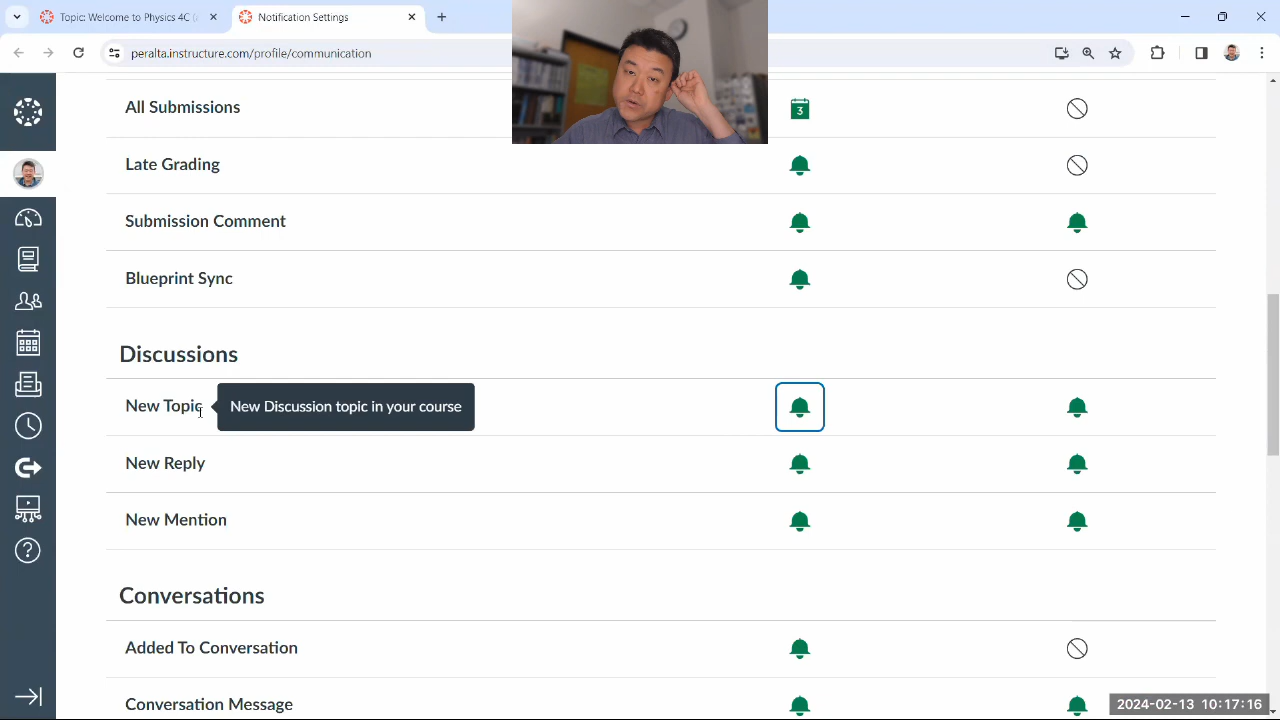 Topic: Welcome to Physics 4C
Notification Settings
peralta.instructure.com/profile/communication
All Submissions
3
Late Grading
Submission Comment
Blueprint Sync
Discussions
New Topic
New Discussion topic in your course
New Reply
New Mention
Conversations
Added To Conversation
Conversation Message
2024-02-13 10:17:16